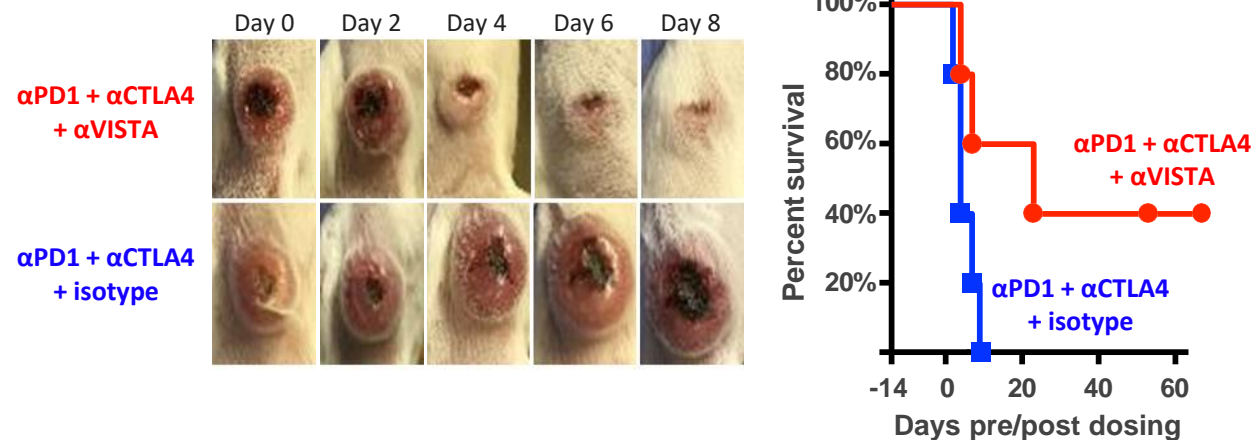 Day 0 Day 2 Day 4 Day 6 Day 8
αPD1 + αCTLA4
+ αVISTA
αPD1 + αCTLA4
+ isotype
Percent survival
100%
80%
60%
40%
20%
αPD1 + αCTLA4
+ αVISTA
αPD1 + αCTLA4
+ isotype
-14 0 20 40 60
Days pre/post dosing